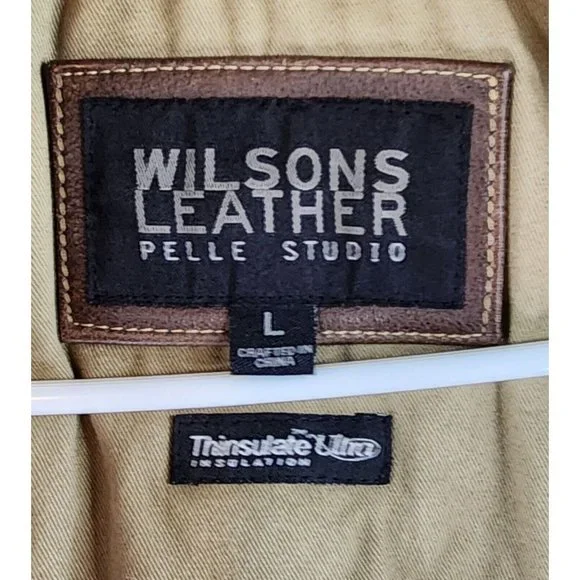 WILSONS
LEATHER
PELLE STUDIO
L
CRAFTED IN
CHINA
Thinsulate Ultra
INSULATION